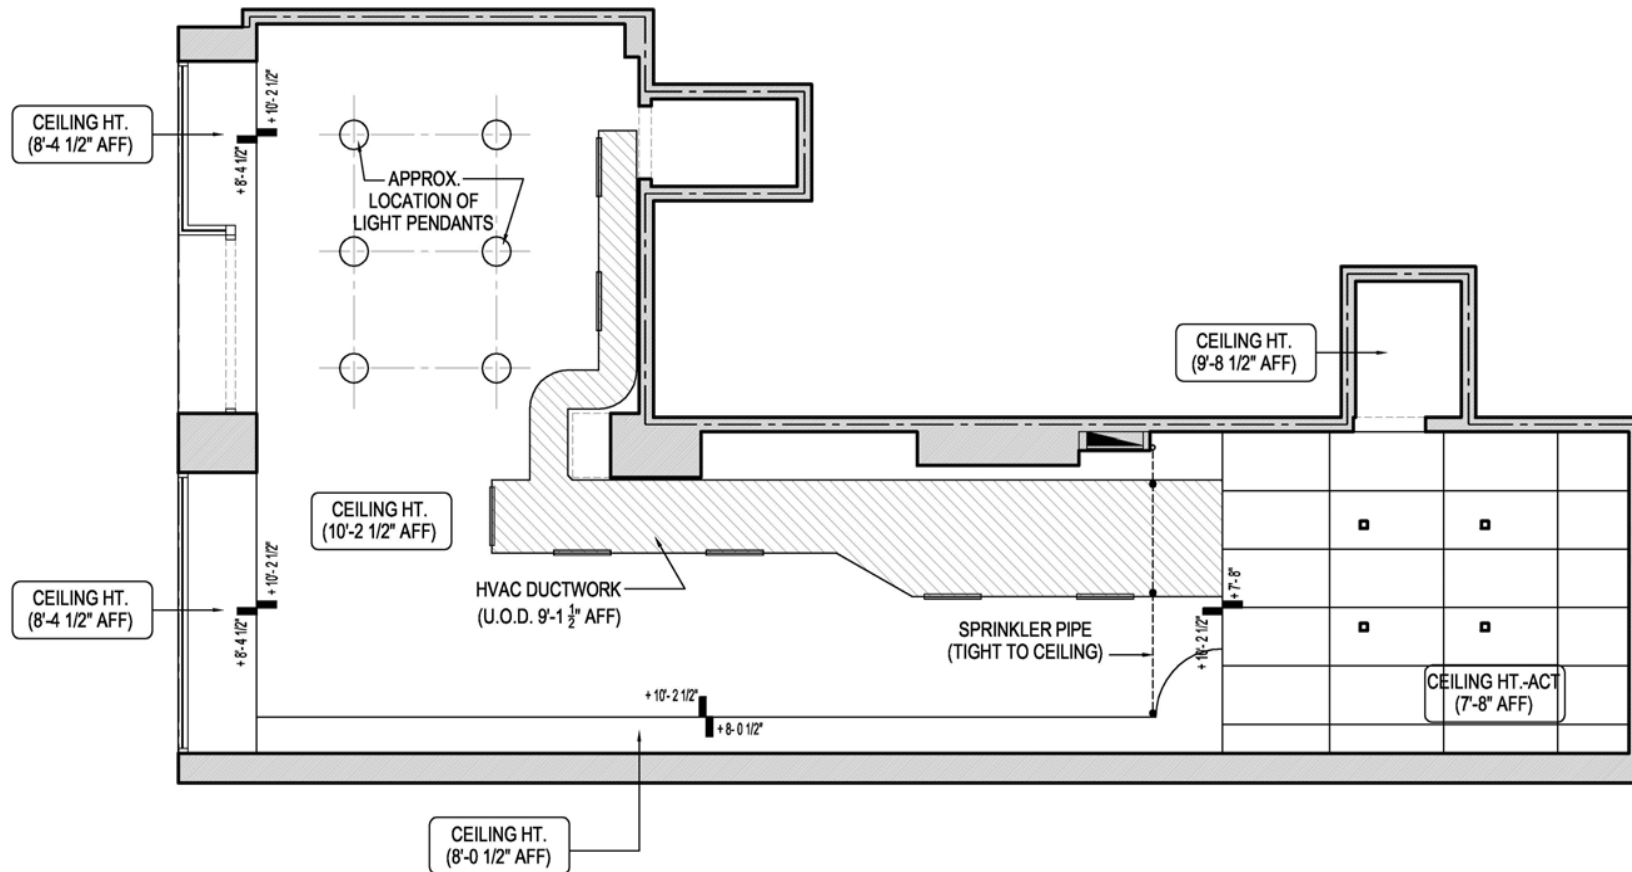 + 10'- 2 1/2"
CEILING HT.
(8'-4 1/2" AFF)
+ 8'- 4 1/2"
APPROX.
LOCATION OF
LIGHT PENDANTS
CEILING HT.
(9'-8 1/2" AFF)
CEILING HT.
(10'-2 1/2" AFF)
+ 10'- 2 1/2"
HVAC DUCTWORK
(U.O.D. 9'-1 1/2" AFF)
CEILING HT.
(8'-4 1/2" AFF)
+ 8'- 4 1/2"
+ 7'- 8"
SPRINKLER PIPE
(TIGHT TO CEILING)
CEILING HT.-ACT
(7'-8" AFF)
+ 10'- 2 1/2"
+ 8'- 0 1/2"
CEILING HT.
(8'-0 1/2" AFF)